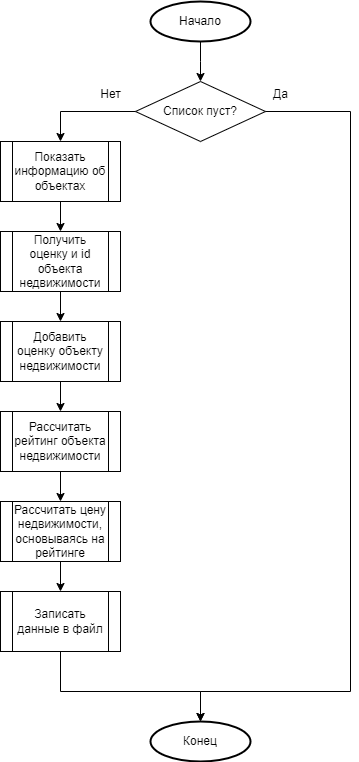 Начало
Нет
Да
Список пуст?
Показать
информацию об
объектах
Получить
оценку и id
объекта
недвижимости
Добавить
оценку объекту
недвижимости
Рассчитать
рейтинг объекта
недвижимости
Рассчитать цену
недвижимости,
основываясь на
рейтинге
Записать
данные в файл
Конец